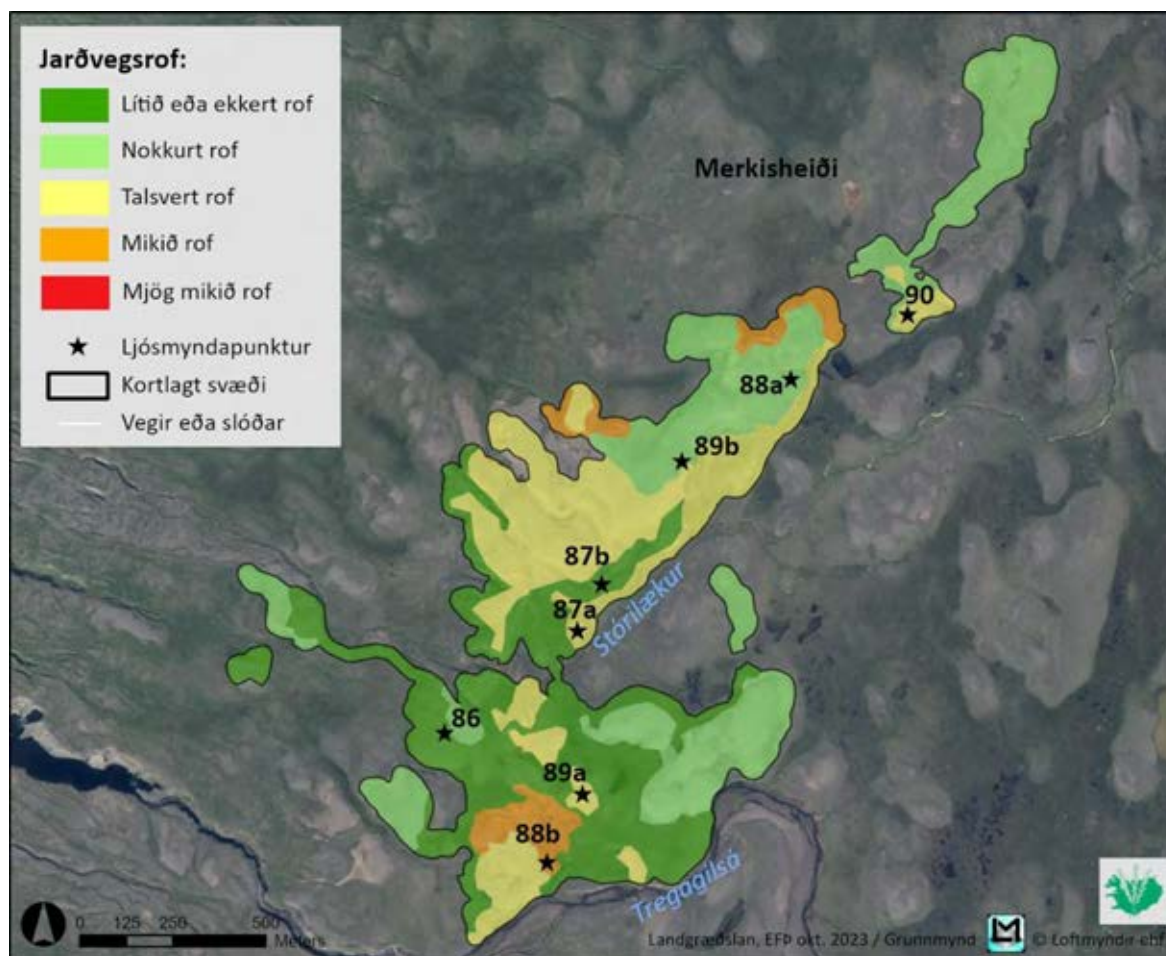 Jarðvegsrof:
Lítið eða ekkert rof
Nokkurt rof
Talsvert rof
Mikið rof
Mjög mikið rof
Ljósmyndapunktur
Kortlagt svæði
Vegir eða slóðar
Merkisheiði
90
88a
89b
87b
87a
Stórilækur
86
89a
88b
Tregagilsá
0 125 250 500
Meters
Landgræðslan, EFÞ okt. 2023 / Grunnmynd LM © Loftmyndir ehf